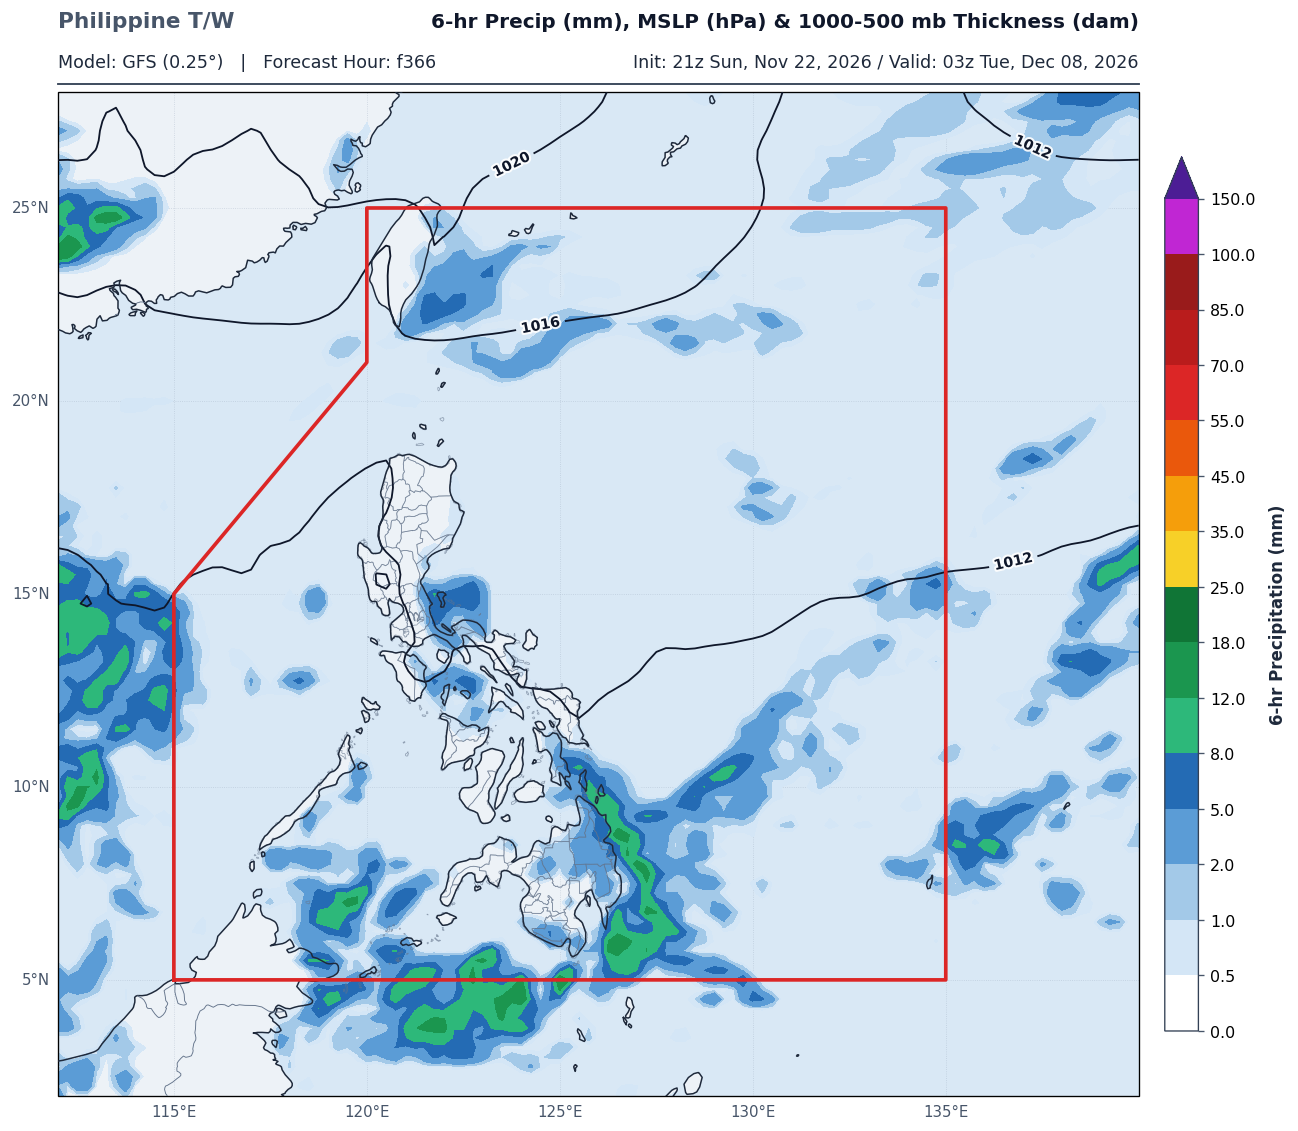 Philippine T/W
6-hr Precip (mm), MSLP (hPa) & 1000-500 mb Thickness (dam)
Model: GFS (0.25°) | Forecast Hour: f366
Init: 21z Sun, Nov 22, 2026 / Valid: 03z Tue, Dec 08, 2026
1020
1012
1016
1012
25°N
20°N
15°N
10°N
5°N
115°E
120°E
125°E
130°E
135°E
150.0
100.0
85.0
70.0
55.0
45.0
35.0
25.0
18.0
12.0
8.0
5.0
2.0
1.0
0.5
0.0
6-hr Precipitation (mm)